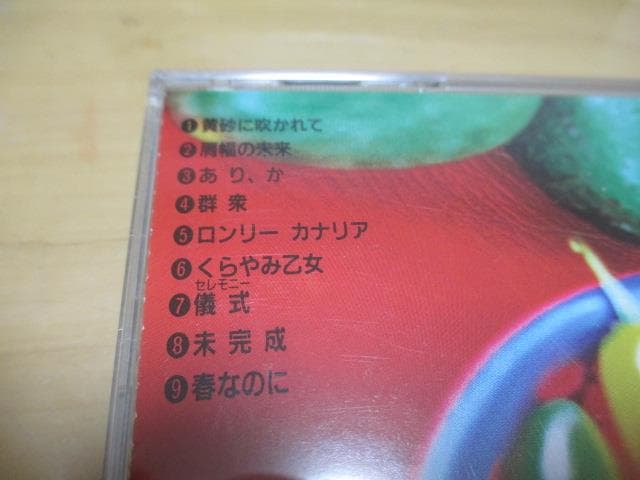 ❶黄砂に吹かれて
❷肩幅の未来
❸あり、か
❹群衆
❺ロンリー カナリア
❻くらやみ乙女
セレモニー
❼儀式
❽未完成
❾春なのに